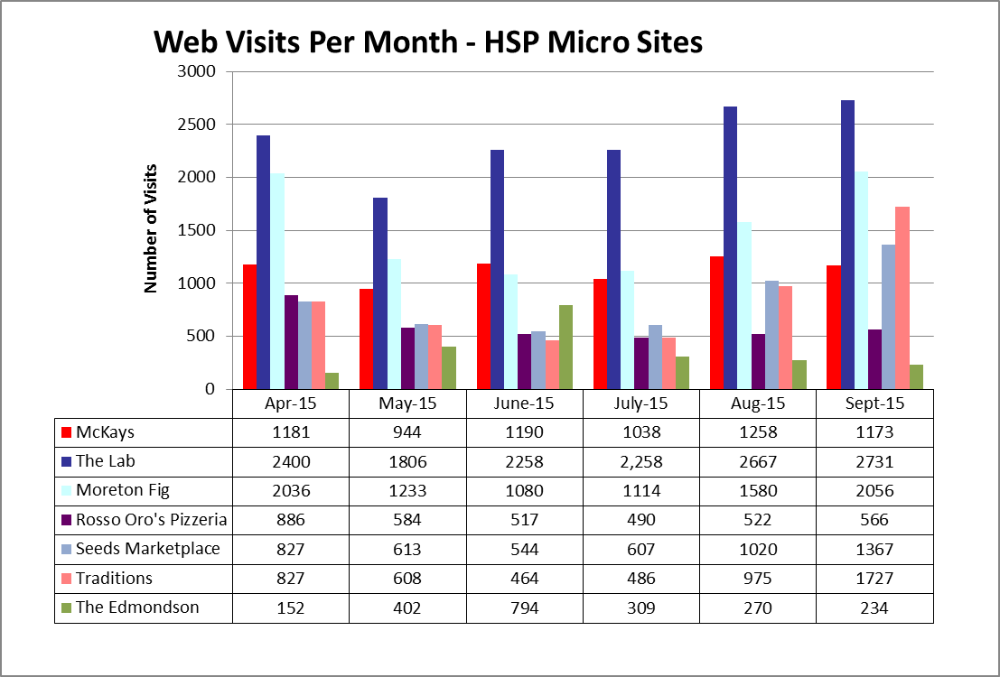 Web Visits Per Month - HSP Micro Sites
3000
2500
2000
1500
1000
500
0
Number of Visits
Apr-15 May-15 June-15 July-15 Aug-15 Sept-15
McKays 1181 944 1190 1038 1258 1173
The Lab 2400 1806 2258 2,258 2667 2731
Moreton Fig 2036 1233 1080 1114 1580 2056
Rosso Oro's Pizzeria 886 584 517 490 522 566
Seeds Marketplace 827 613 544 607 1020 1367
Traditions 827 608 464 486 975 1727
The Edmondson 152 402 794 309 270 234